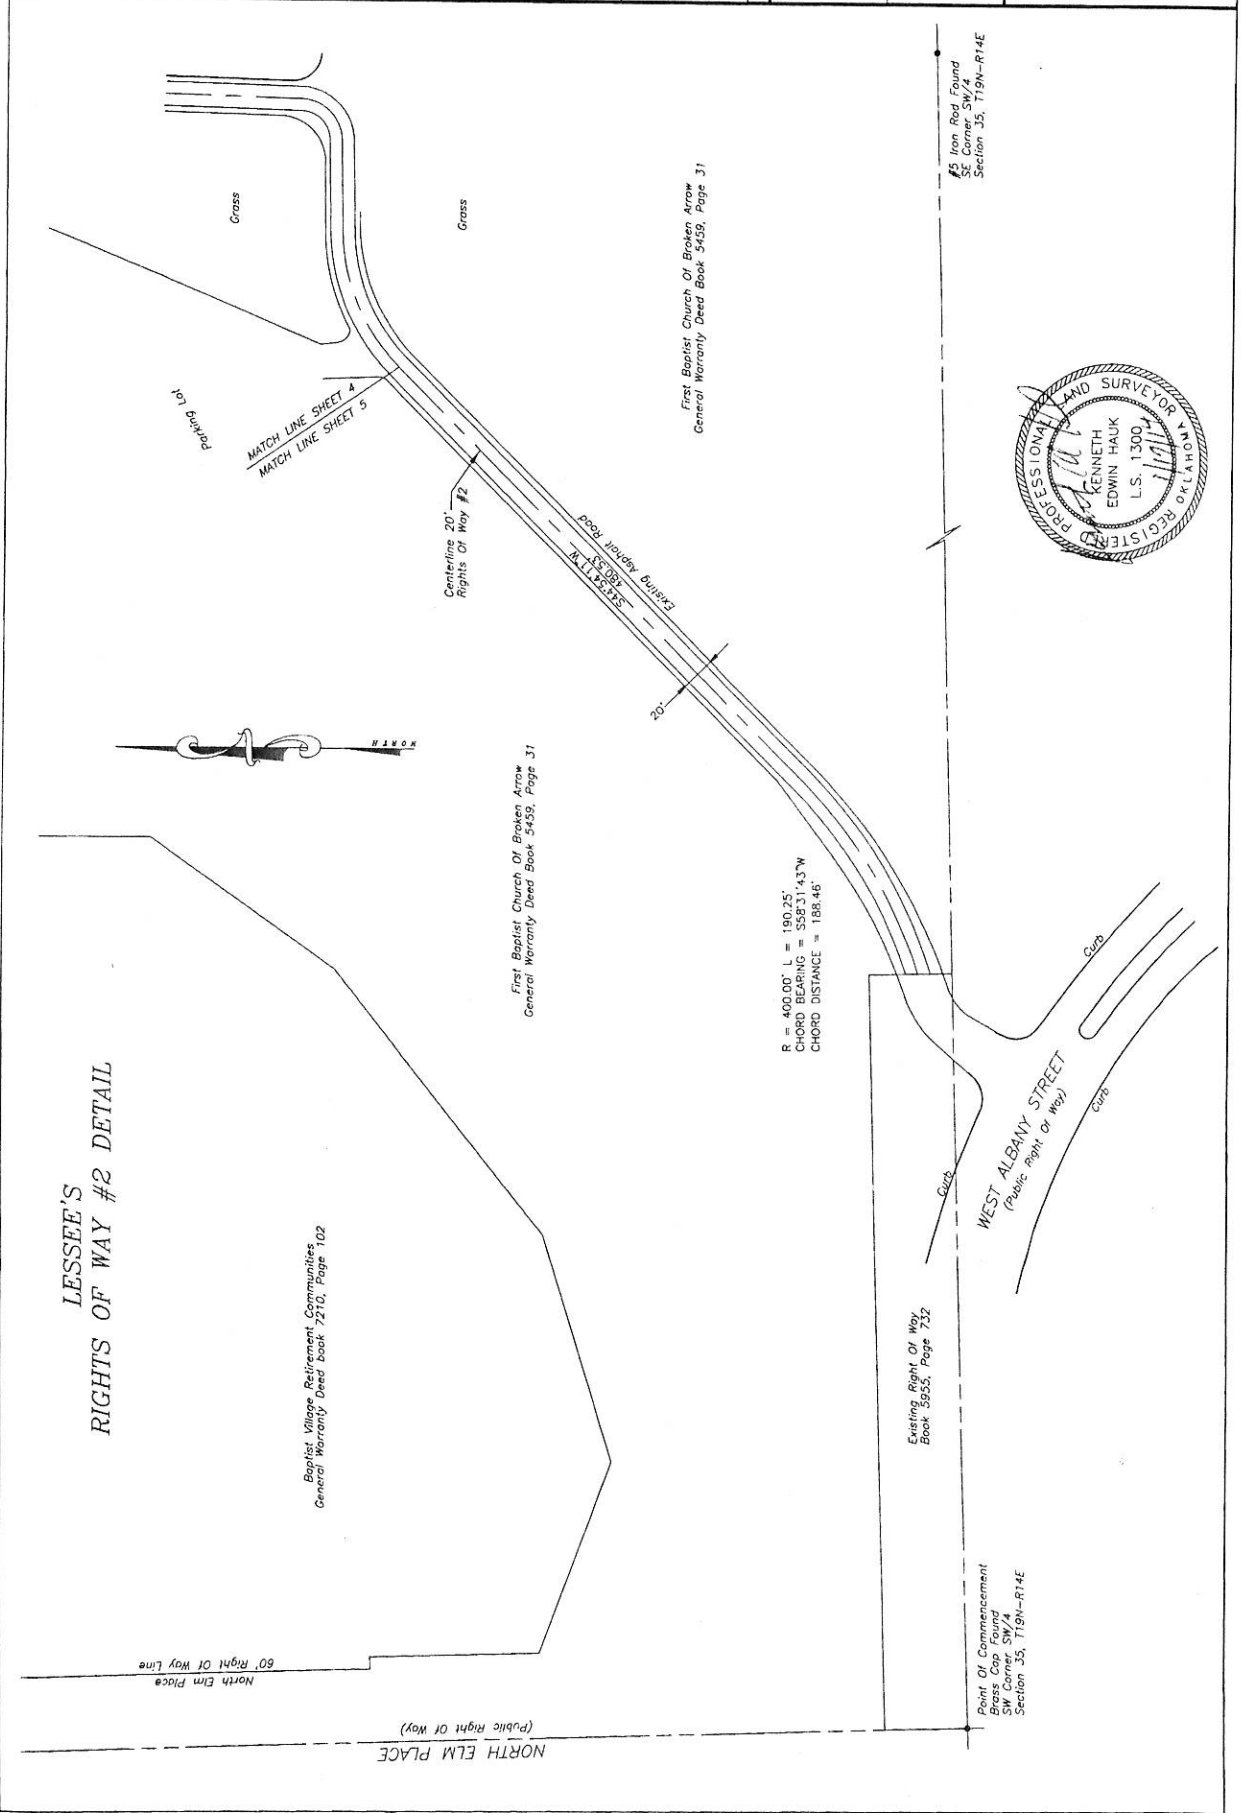 LESSEE'S
RIGHTS OF WAY #2 DETAIL
Grass
Grass
Parking Lot
MATCH LINE SHEET 4
MATCH LINE SHEET 5
Centerline 20'
Rights Of Way #2
First Baptist Church Of Broken Arrow
General Warranty Deed Book 5459, Page 31
#5 Iron Rod Found
SE Corner SW/4
Section 35, T19N-R14E
S44°54'11"W
480.53'
Existing Asphalt Road
20'
NORTH
First Baptist Church Of Broken Arrow
General Warranty Deed Book 5459, Page 31
R = 400.00' L = 190.25'
CHORD BEARING = S58°31'43"W
CHORD DISTANCE = 188.46'
Baptist Village Retirement Communities
General Warranty Deed book 7210, Page 102
North Elm Place
60' Right Of Way Line
NORTH ELM PLACE
(Public Right Of Way)
Existing Right Of Way
Book 5955, Page 732
Curb
Curb
Curb
WEST ALBANY STREET
(Public Right Of Way)
Point Of Commencement
Brass Cap Found
SW Corner SW/4
Section 35, T19N-R14E
REGISTERED PROFESSIONAL LAND SURVEYOR
KENNETH
EDWIN HAUK
L.S. 1300
OKLAHOMA